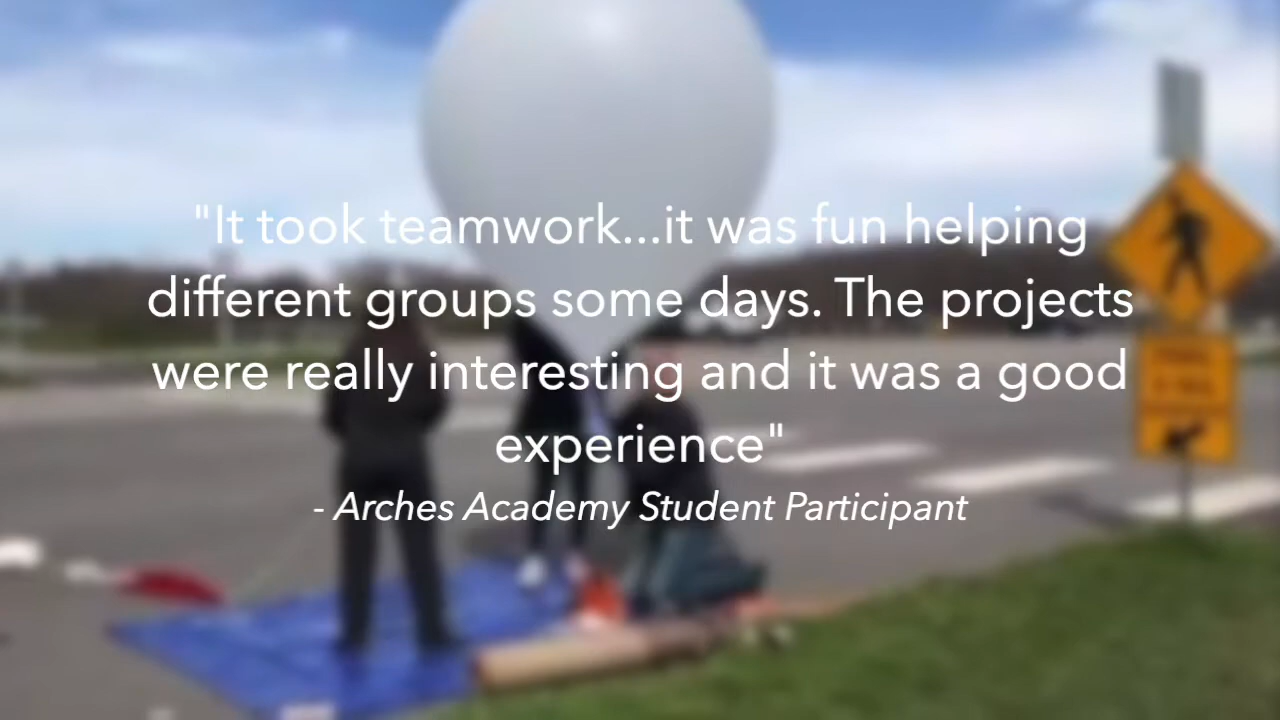 "It took teamwork...it was fun helping
different groups some days. The projects
were really interesting and it was a good
experience"
- Arches Academy Student Participant